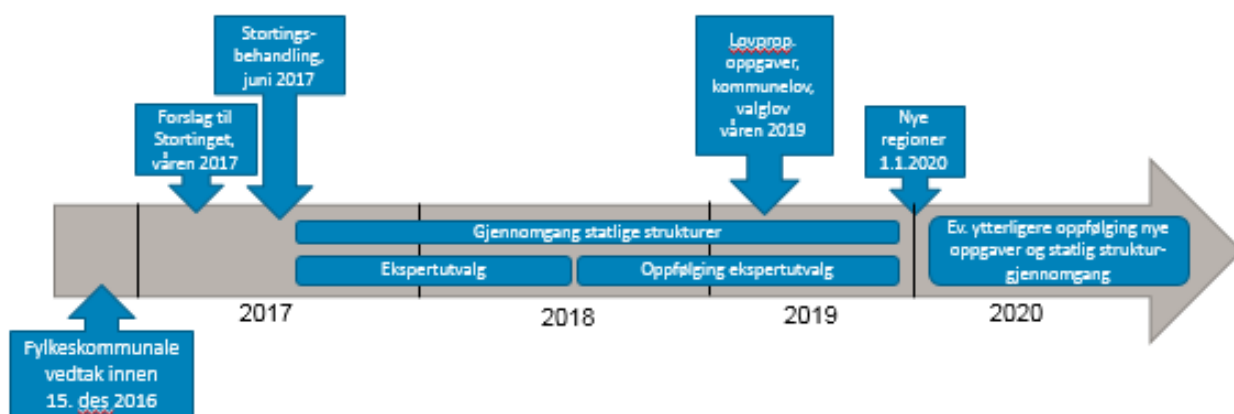 Stortings-
behandling,
juni 2017
Forslag til
Stortinget,
våren 2017
Lovprop.
oppgaver,
kommunelov,
valglov
våren 2019
Nye
regioner
1.1.2020
Gjennomgang statlige strukturer
Ekspertutvalg
Oppfølging ekspertutvalg
Ev. ytterligere oppfølging nye
oppgaver og statlig struktur-
gjennomgang
2017
2018
2019
2020
Fylkeskommunale
vedtak innen
15. des 2016